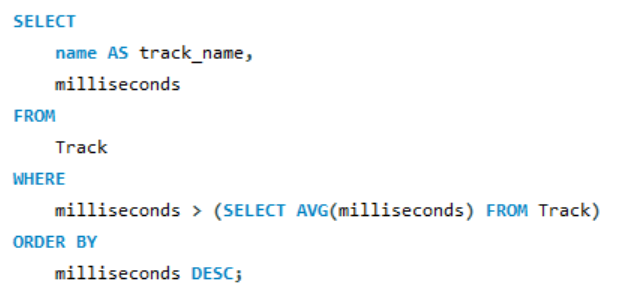 SELECT
name AS track_name,
milliseconds
FROM
Track
WHERE
milliseconds > (SELECT AVG(milliseconds) FROM Track)
ORDER BY
milliseconds DESC;